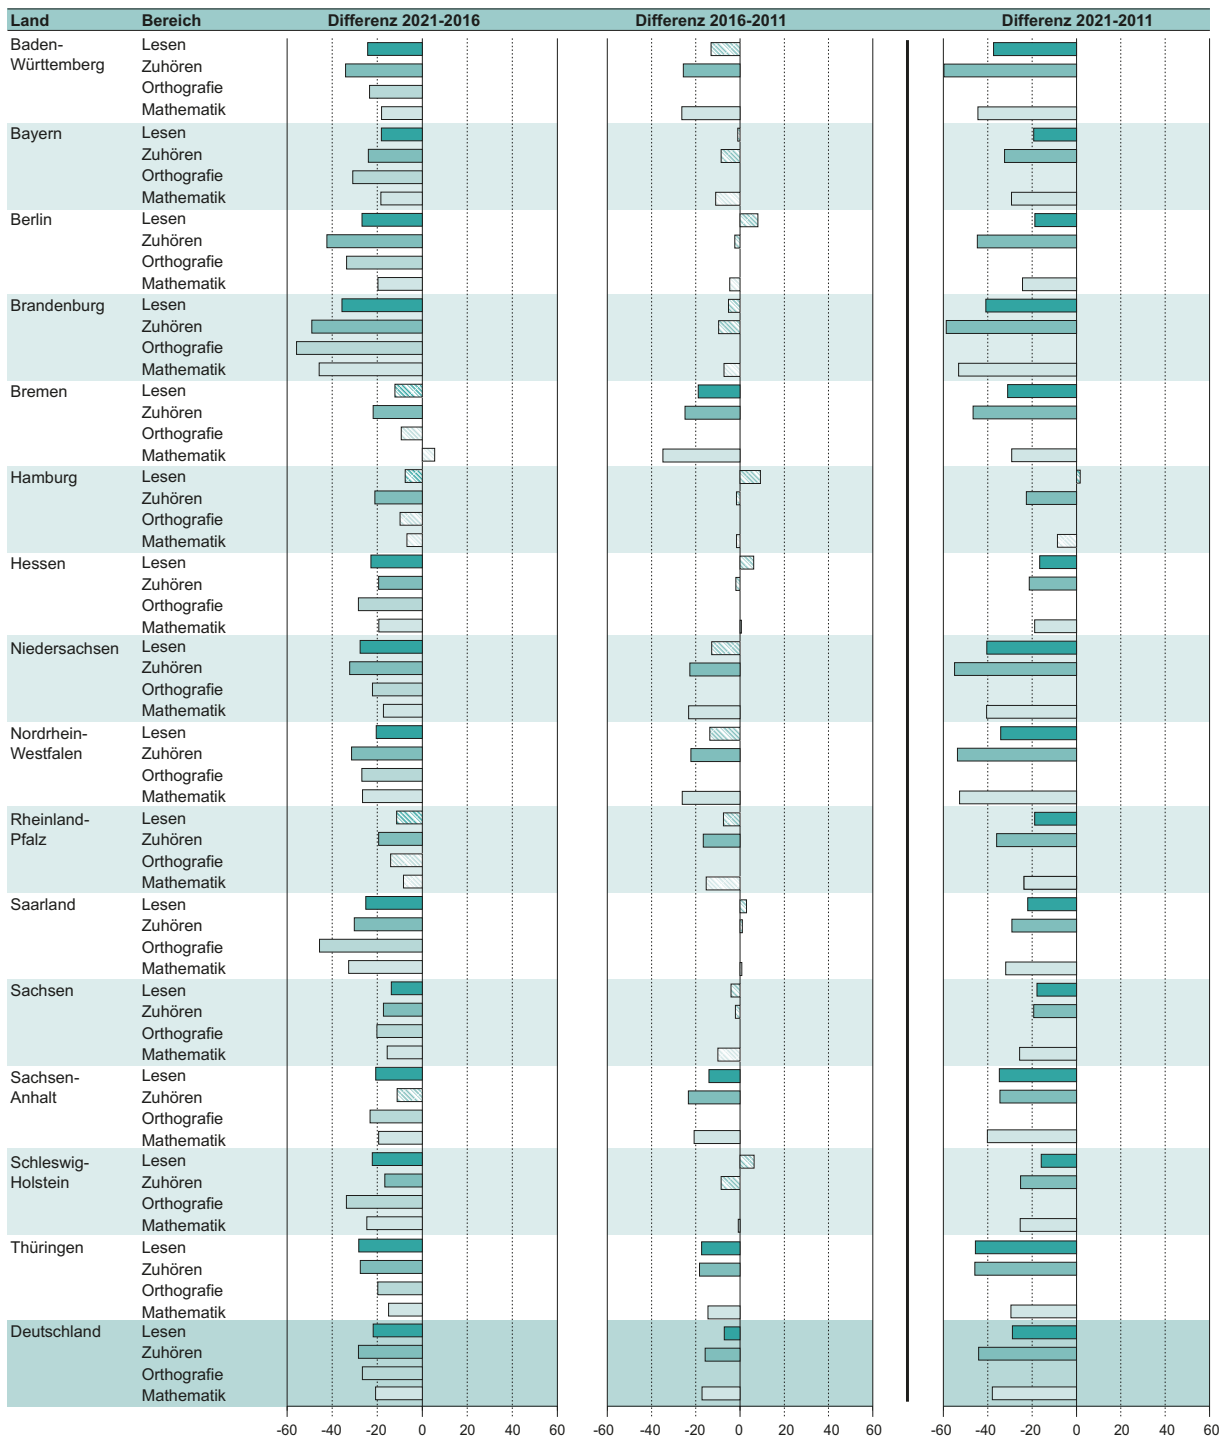 Land Bereich Differenz 2021-2016 Differenz 2016-2011 Differenz 2021-2011
Baden- Lesen
Württemberg Zuhören
Orthografie
Mathematik
Bayern Lesen
Zuhören
Orthografie
Mathematik
Berlin Lesen
Zuhören
Orthografie
Mathematik
Brandenburg Lesen
Zuhören
Orthografie
Mathematik
Bremen Lesen
Zuhören
Orthografie
Mathematik
Hamburg Lesen
Zuhören
Orthografie
Mathematik
Hessen Lesen
Zuhören
Orthografie
Mathematik
Niedersachsen Lesen
Zuhören
Orthografie
Mathematik
Nordrhein- Lesen
Westfalen Zuhören
Orthografie
Mathematik
Rheinland- Lesen
Pfalz Zuhören
Orthografie
Mathematik
Saarland Lesen
Zuhören
Orthografie
Mathematik
Sachsen Lesen
Zuhören
Orthografie
Mathematik
Sachsen- Lesen
Anhalt Zuhören
Orthografie
Mathematik
Schleswig- Lesen
Holstein Zuhören
Orthografie
Mathematik
Thüringen Lesen
Zuhören
Orthografie
Mathematik
Deutschland Lesen
Zuhören
Orthografie
Mathematik
-60 -40 -20 0 20 40 60 -60 -40 -20 0 20 40 60 -60 -40 -20 0 20 40 60